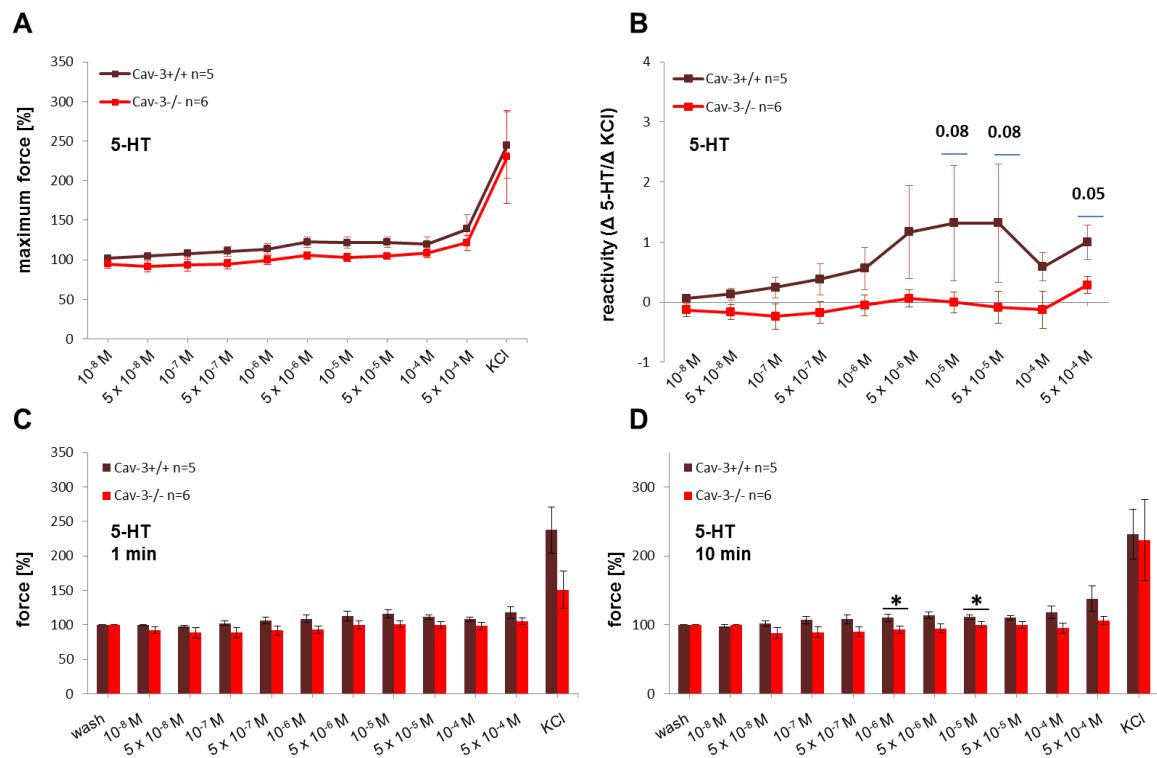 A
350
300
250
200
150
100
50
0
maximum force [%]
Cav-3+/+ n=5
Cav-3-/- n=6
5-HT
10⁻⁸ M
5 x 10⁻⁸ M
10⁻⁷ M
5 x 10⁻⁷ M
10⁻⁶ M
5 x 10⁻⁶ M
10⁻⁵ M
5 x 10⁻⁵ M
10⁻⁴ M
5 x 10⁻⁴ M
KCl
B
4
3
2
1
0
-1
reactivity (Δ 5-HT/Δ KCl)
Cav-3+/+ n=5
Cav-3-/- n=6
5-HT
0.08
0.08
0.05
10⁻⁸ M
5 x 10⁻⁸ M
10⁻⁷ M
5 x 10⁻⁷ M
10⁻⁶ M
5 x 10⁻⁶ M
10⁻⁵ M
5 x 10⁻⁵ M
10⁻⁴ M
5 x 10⁻⁴ M
C
350
300
250
200
150
100
50
0
force [%]
Cav-3+/+ n=5
Cav-3-/- n=6
5-HT
1 min
wash
10⁻⁸ M
5 x 10⁻⁸ M
10⁻⁷ M
5 x 10⁻⁷ M
10⁻⁶ M
5 x 10⁻⁶ M
10⁻⁵ M
5 x 10⁻⁵ M
10⁻⁴ M
5 x 10⁻⁴ M
KCl
D
300
200
100
0
force [%]
Cav-3+/+ n=5
Cav-3-/- n=6
5-HT
10 min
*
*
wash
10⁻⁸ M
5 x 10⁻⁸ M
10⁻⁷ M
5 x 10⁻⁷ M
10⁻⁶ M
5 x 10⁻⁶ M
10⁻⁵ M
5 x 10⁻⁵ M
10⁻⁴ M
5 x 10⁻⁴ M
KCl